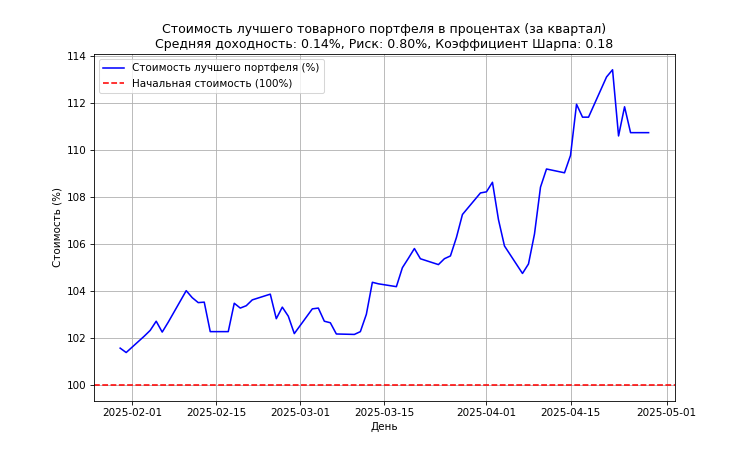 Стоимость лучшего товарного портфеля в процентах (за квартал)
Средняя доходность: 0.14%, Риск: 0.80%, Коэффициент Шарпа: 0.18
Стоимость лучшего портфеля (%)
Начальная стоимость (100%)
Стоимость (%)
114
112
110
108
106
104
102
100
2025-02-01
2025-02-15
2025-03-01
2025-03-15
2025-04-01
2025-04-15
2025-05-01
День